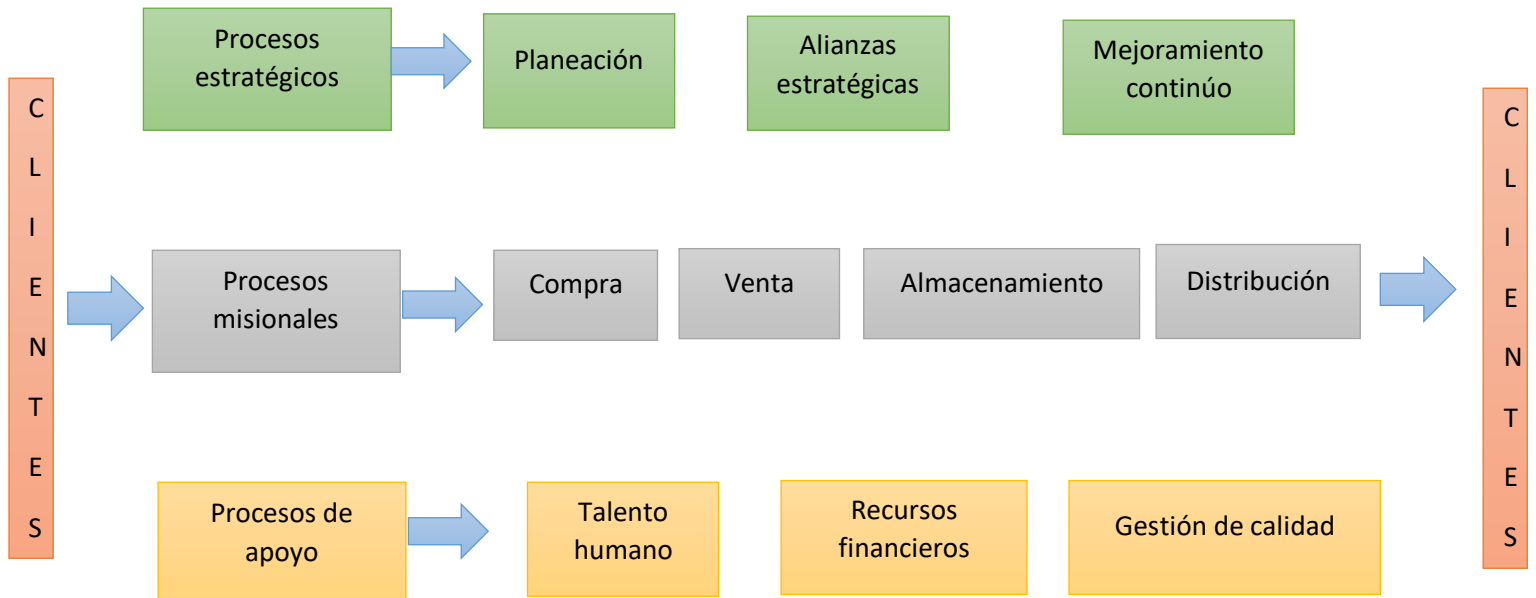 Procesos
estratégicos
Planeación
Alianzas
estratégicas
Mejoramiento
continúo
C
L
I
E
N
T
E
S
Procesos
misionales
Compra
Venta
Almacenamiento
Distribución
C
L
I
E
N
T
E
S
Procesos de
apoyo
Talento
humano
Recursos
financieros
Gestión de calidad